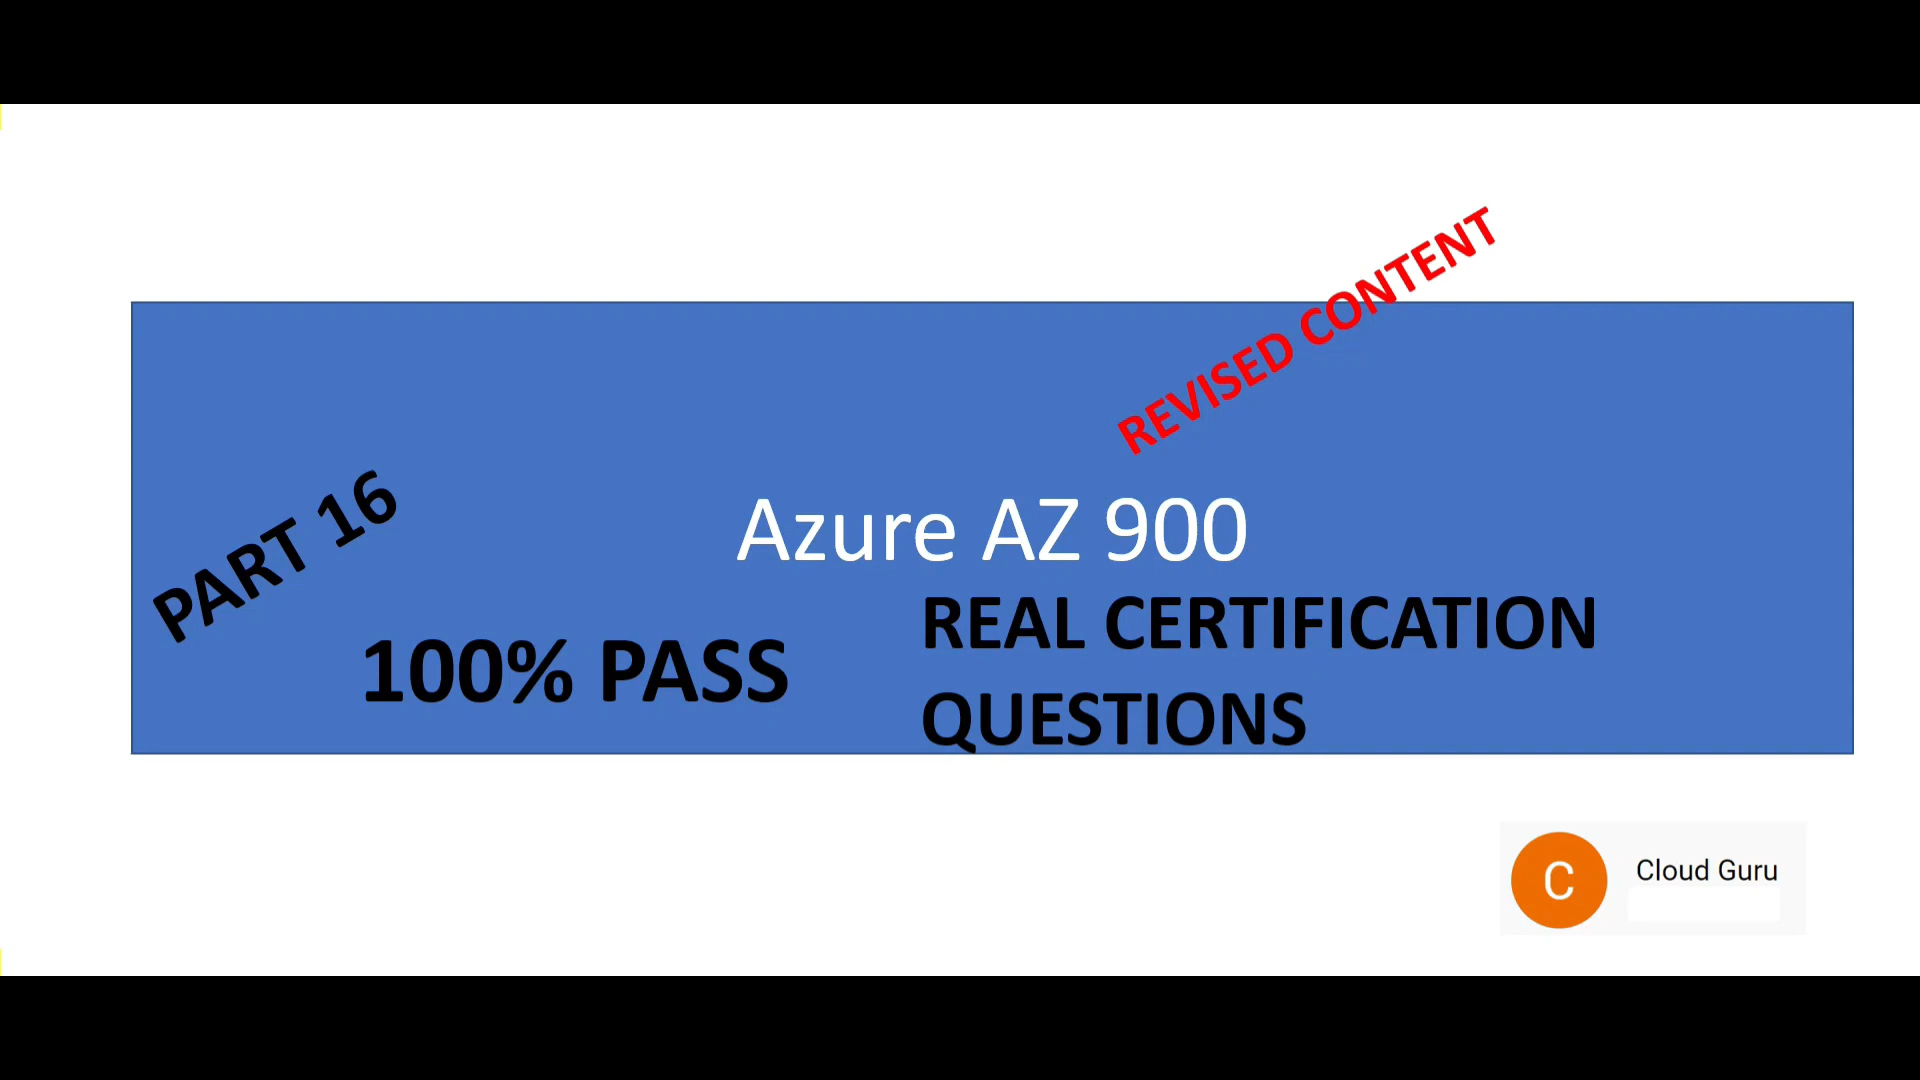 REVISED CONTENT
PART 16
Azure AZ 900
100% PASS
REAL CERTIFICATION
QUESTIONS
C
Cloud Guru